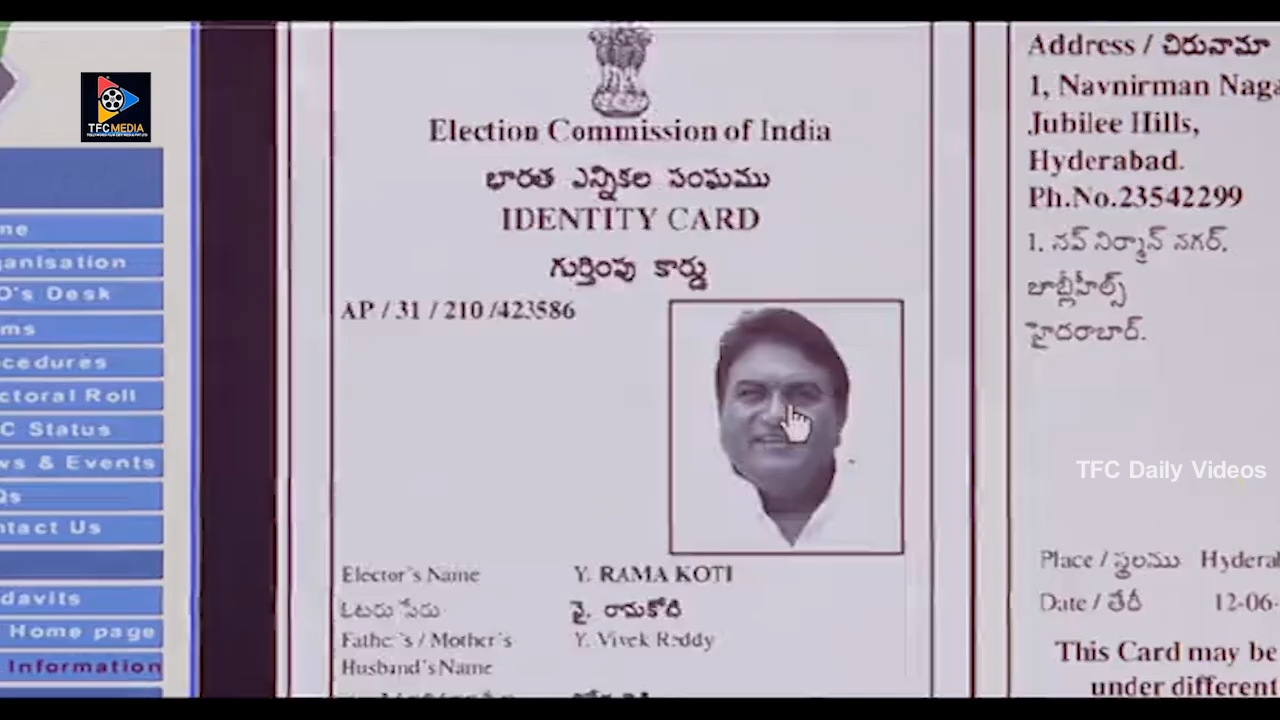 TFC MEDIA
ne
ganisation
O's Desk
ms
cedures
ctoral Roll
C Status
ws & Events
Qs
ntact Us
davits
Home page
Information
Election Commission of India
భారత ఎన్నికల సంఘము
IDENTITY CARD
గుర్తింపు కార్డు
AP / 31 / 210 /423586
Elector's Name Y. RAMA KOTI
ఓటరు పేరు వై. రామకోటి
Father's / Mother's Y. Vivek Reddy
Husband's Name
Address / చిరునామా
1, Navnirman Naga
Jubilee Hills,
Hyderabad.
Ph.No.23542299
1. నవ్ నిర్మాన్ నగర్,
జూబ్లీహిల్స్
హైదరాబార్.
TFC Daily Videos
Place / స్థలము Hyderal
Date / తేదీ 12-06-
This Card may be
under different